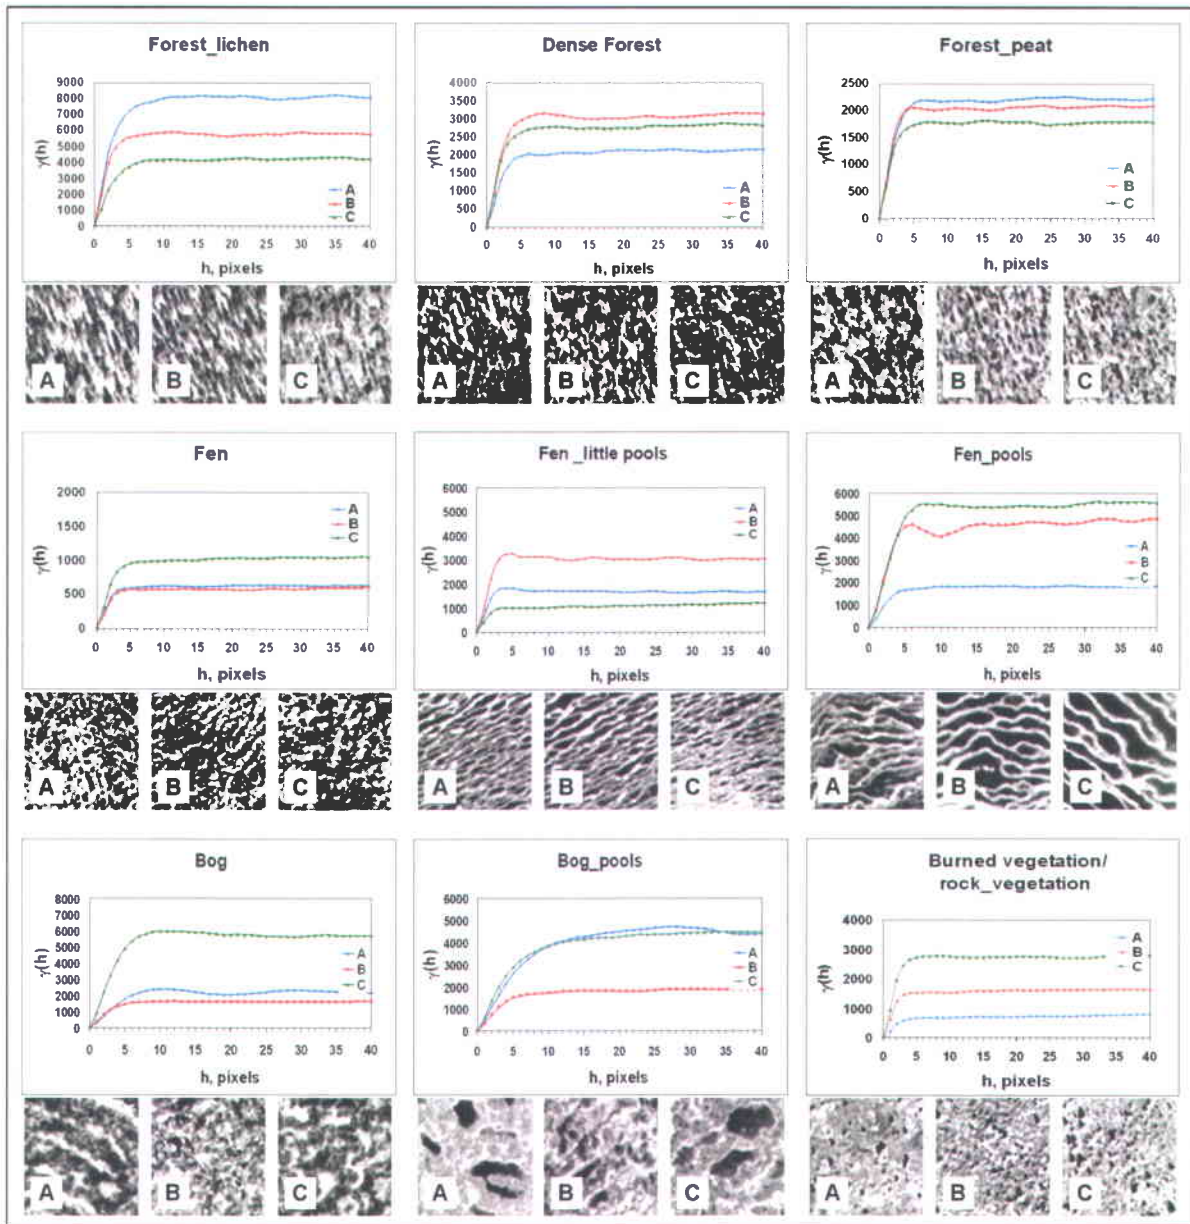 Forest_lichen
γ(h)
9000
8000
7000
6000
5000
4000
3000
2000
1000
0
A
B
C
0 5 10 15 20 25 30 35 40
h, pixels
A B C
Dense Forest
γ(h)
4000
3500
3000
2500
2000
1500
1000
500
0
A
B
C
0 5 10 15 20 25 30 35 40
h, pixels
A B C
Forest_peat
γ(h)
2500
2000
1500
1000
500
0
A
B
C
0 5 10 15 20 25 30 35 40
h, pixels
A B C
Fen
γ(h)
2000
1500
1000
500
0
A
B
C
0 5 10 15 20 25 30 35 40
h, pixels
A B C
Fen _little pools
γ(h)
6000
5000
4000
3000
2000
1000
0
A
B
C
0 5 10 15 20 25 30 35 40
h, pixels
A B C
Fen_pools
γ(h)
6000
5000
4000
3000
2000
1000
0
A
B
C
0 5 10 15 20 25 30 35 40
h, pixels
A B C
Bog
γ(h)
8000
7000
6000
5000
4000
3000
2000
1000
0
A
B
C
0 5 10 15 20 25 30 35 40
h, pixels
A B C
Bog_pools
γ(h)
6000
5000
4000
3000
2000
1000
0
A
B
C
0 5 10 15 20 25 30 35 40
h, pixels
A B C
Burned vegetation/
rock_vegetation
γ(h)
4000
3000
2000
1000
0
A
B
C
0 5 10 15 20 25 30 35 40
h, pixels
A B C